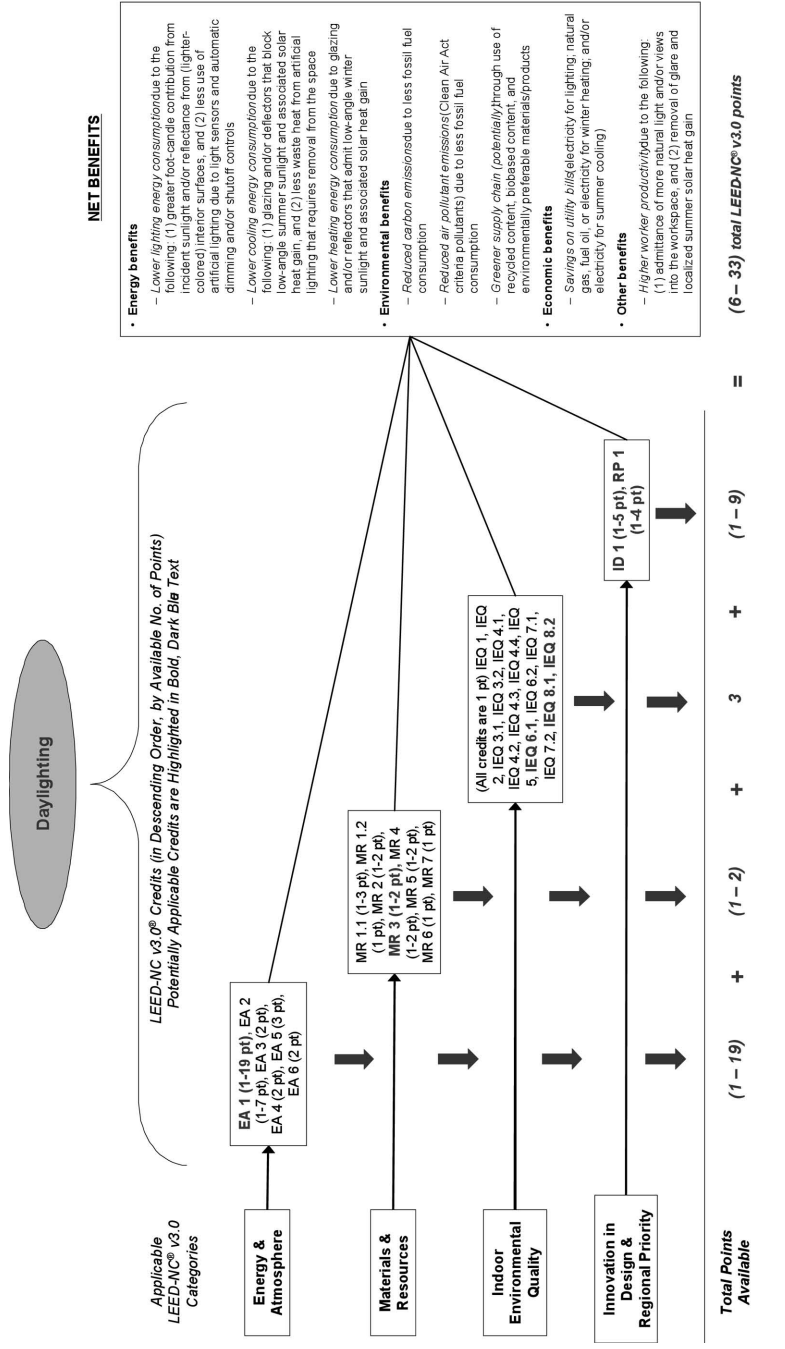 Daylighting
LEED-NC v3.0® Credits (in Descending Order, by Available No. of Points)
Potentially Applicable Credits are Highlighted in Bold, Dark Ble Text
Applicable
LEED-NC® v3.0
Categories
Energy &
Atmosphere
EA 1 (1-19 pt), EA 2
(1-7 pt), EA 3 (2 pt),
EA 4 (2 pt), EA 5 (3 pt),
EA 6 (2 pt)
Materials &
Resources
MR 1.1 (1-3 pt), MR 1.2
(1 pt), MR 2 (1-2 pt),
MR 3 (1-2 pt), MR 4
(1-2 pt), MR 5 (1-2 pt),
MR 6 (1 pt), MR 7 (1 pt)
Indoor
Environmental
Quality
(All credits are 1 pt) IEQ 1, IEQ
2, IEQ 3.1, IEQ 3.2, IEQ 4.1,
IEQ 4.2, IEQ 4.3, IEQ 4.4, IEQ
5, IEQ 6.1, IEQ 6.2, IEQ 7.1,
IEQ 7.2, IEQ 8.1, IEQ 8.2
Innovation in
Design &
Regional Priority
ID 1 (1-5 pt), RP 1
(1-4 pt)
Total Points
Available
(1 – 19) + (1 – 2) + 3 + (1 – 9) = (6 – 33) total LEED-NC® v3.0 points
NET BENEFITS
• Energy benefits
– Lower lighting energy consumptiondue to the
following: (1) greater foot-candle contribution from
incident sunlight and/or reflectance from (lighter-
colored) interior surfaces, and (2) less use of
artificial lighting due to light sensors and automatic
dimming and/or shutoff controls
– Lower cooling energy consumptiondue to the
following: (1) glazing and/or deflectors that block
low-angle summer sunlight and associated solar
heat gain, and (2) less waste heat from artificial
lighting that requires removal from the space
– Lower heating energy consumptiondue to glazing
and/or reflectors that admit low-angle winter
sunlight and associated solar heat gain
• Environmental benefits
– Reduced carbon emissionsdue to less fossil fuel
consumption
– Reduced air pollutant emissions(Clean Air Act
criteria pollutants) due to less fossil fuel
consumption
– Greener supply chain (potentially)through use of
recycled content, biobased content, and
environmentally preferable materials/products
• Economic benefits
– Savings on utility bills(electricity for lighting; natural
gas, fuel oil, or electricity for winter heating; and/or
electricity for summer cooling)
• Other benefits
– Higher worker productivitydue to the following:
(1) admittance of more natural light and/or views
into the workspace, and (2) removal of glare and
localized summer solar heat gain